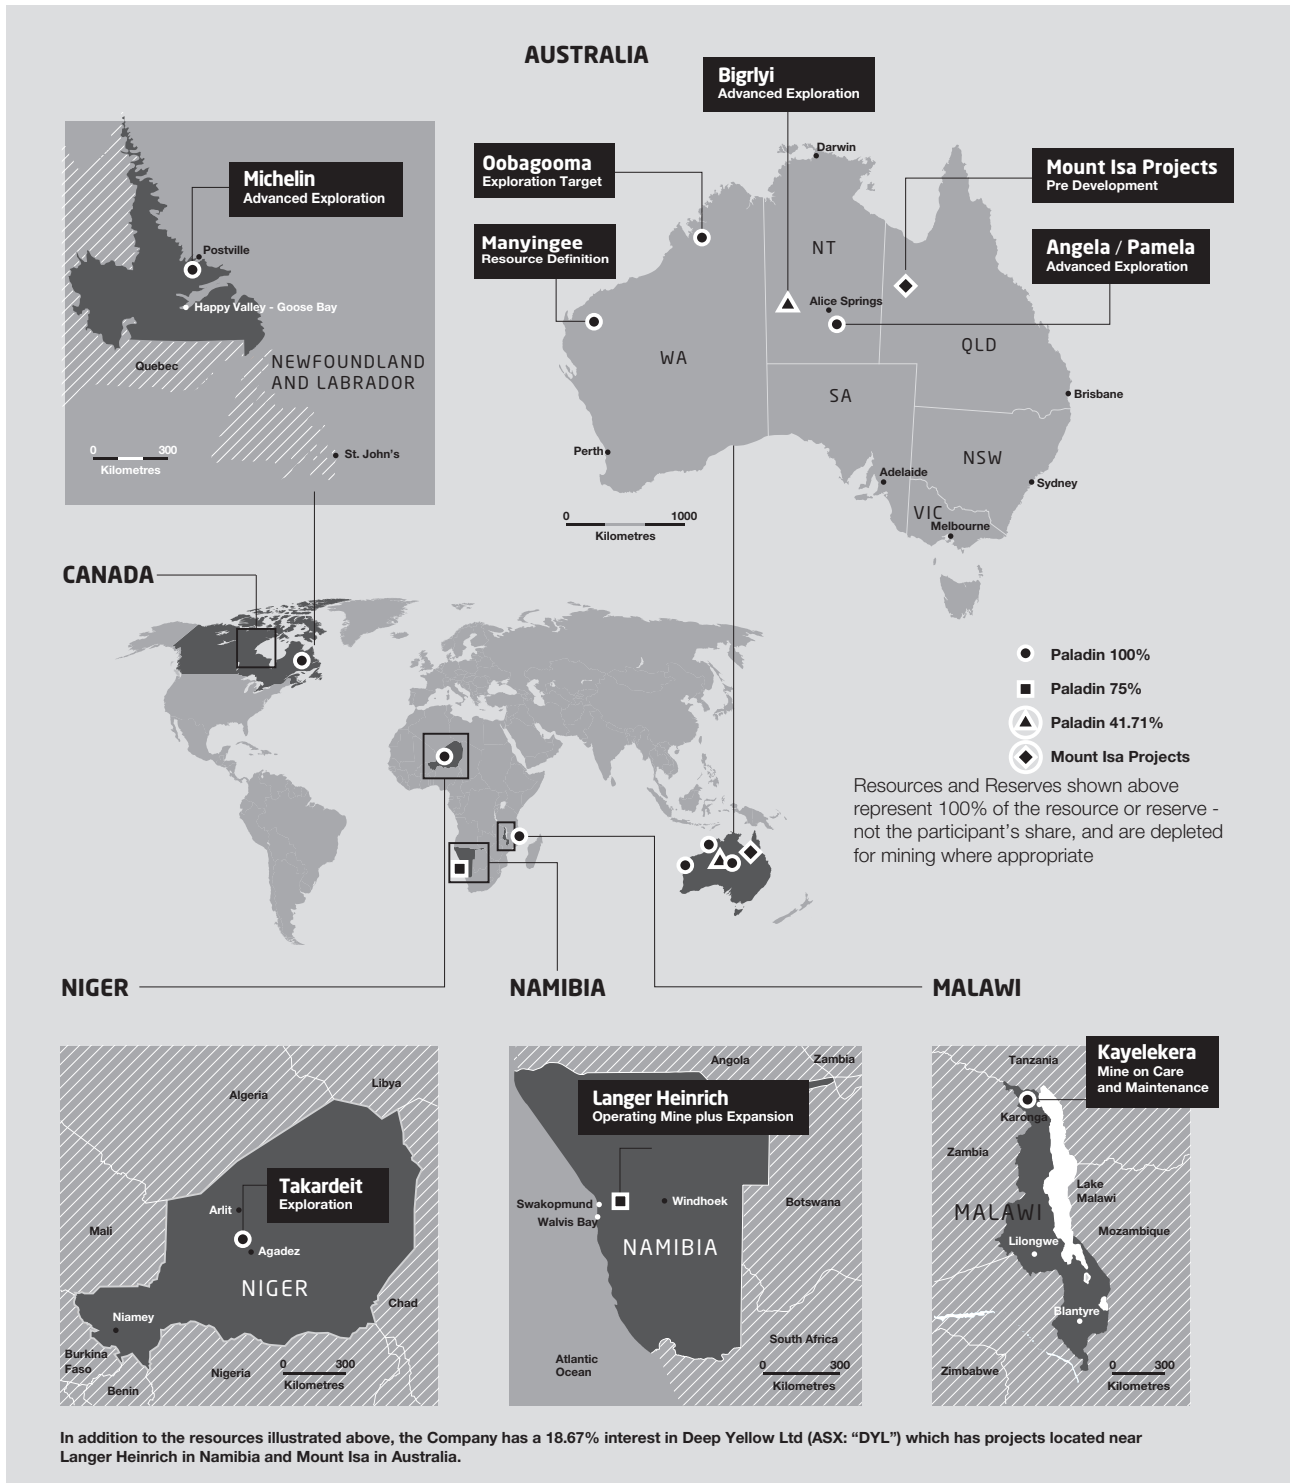 AUSTRALIA
Bigrlyi
Advanced Exploration
Oobagooma
Exploration Target
Manyingee
Resource Definition
Mount Isa Projects
Pre Development
Angela / Pamela
Advanced Exploration
Darwin
NT
Alice Springs
WA
QLD
SA
Brisbane
Perth
NSW
Adelaide
Sydney
VIC
Melbourne
0 1000
Kilometres
Michelin
Advanced Exploration
Postville
Happy Valley - Goose Bay
Quebec
NEWFOUNDLAND
AND LABRADOR
0 300
Kilometres
St. John's
CANADA
Paladin 100%
Paladin 75%
Paladin 41.71%
Mount Isa Projects
Resources and Reserves shown above
represent 100% of the resource or reserve -
not the participant's share, and are depleted
for mining where appropriate
NIGER
NAMIBIA
MALAWI
Algeria
Libya
Takardeit
Exploration
Arlit
Mali
Agadez
NIGER
Chad
Niamey
Burkina
Faso
Benin
Nigeria
0 300
Kilometres
Angola
Zambia
Langer Heinrich
Operating Mine plus Expansion
Swakopmund
Windhoek
Botswana
Walvis Bay
NAMIBIA
South Africa
Atlantic
Ocean
0 300
Kilometres
Tanzania
Kayelekera
Mine on Care
and Maintenance
Karonga
Zambia
Lake
Malawi
MALAWI
Mozambique
Lilongwe
Blantyre
Zimbabwe
0 300
Kilometres
In addition to the resources illustrated above, the Company has a 18.67% interest in Deep Yellow Ltd (ASX: “DYL”) which has projects located near
Langer Heinrich in Namibia and Mount Isa in Australia.